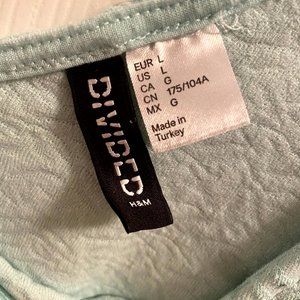 DIVIDED
H&M
EUR L
US L
CA G
CN 175/104A
MX G
Made in
Turkey